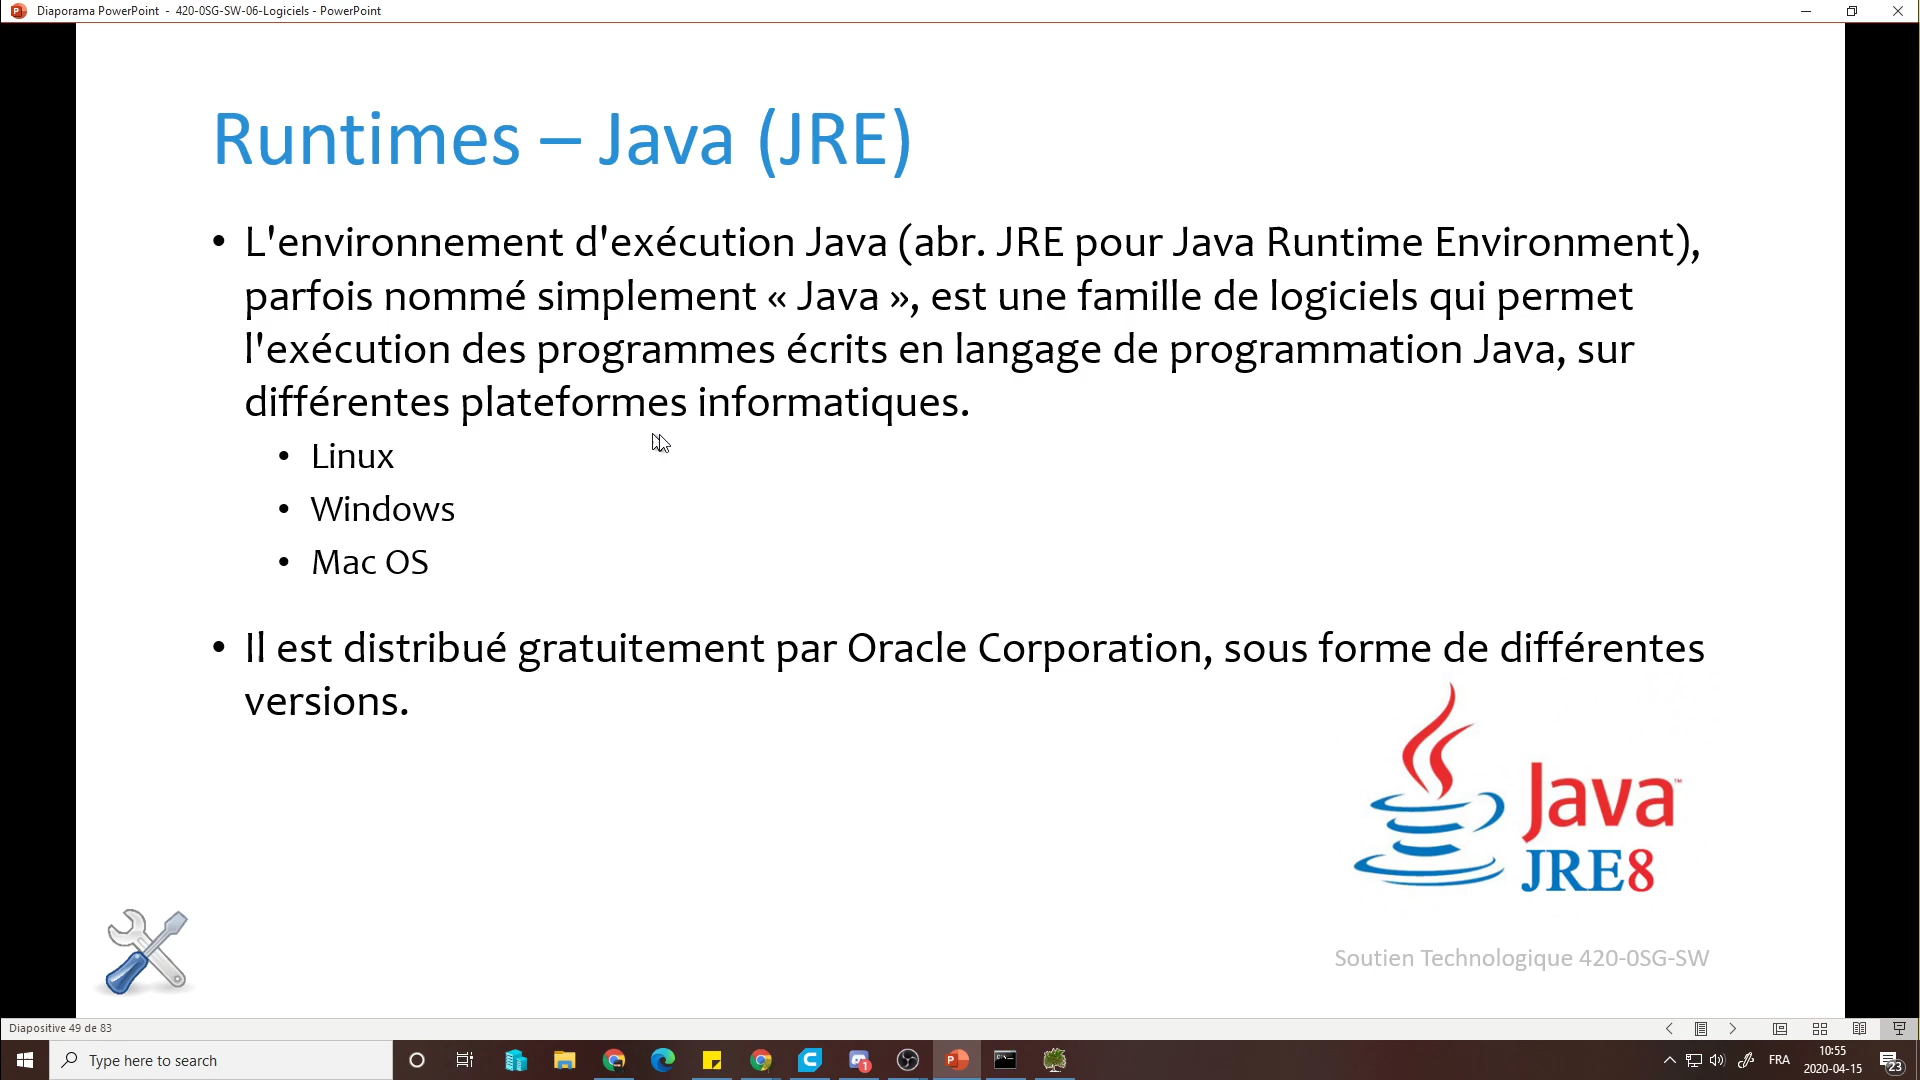 Diaporama PowerPoint - 420-0SG-SW-06-Logiciels - PowerPoint
Runtimes – Java (JRE)
• L'environnement d'exécution Java (abr. JRE pour Java Runtime Environment),
parfois nommé simplement « Java », est une famille de logiciels qui permet
l'exécution des programmes écrits en langage de programmation Java, sur
différentes plateformes informatiques.
• Linux
• Windows
• Mac OS
• Il est distribué gratuitement par Oracle Corporation, sous forme de différentes
versions.
Java™
JRE8
Soutien Technologique 420-0SG-SW
Diapositive 49 de 83
Type here to search
1
FRA
10:55
2020-04-15
23